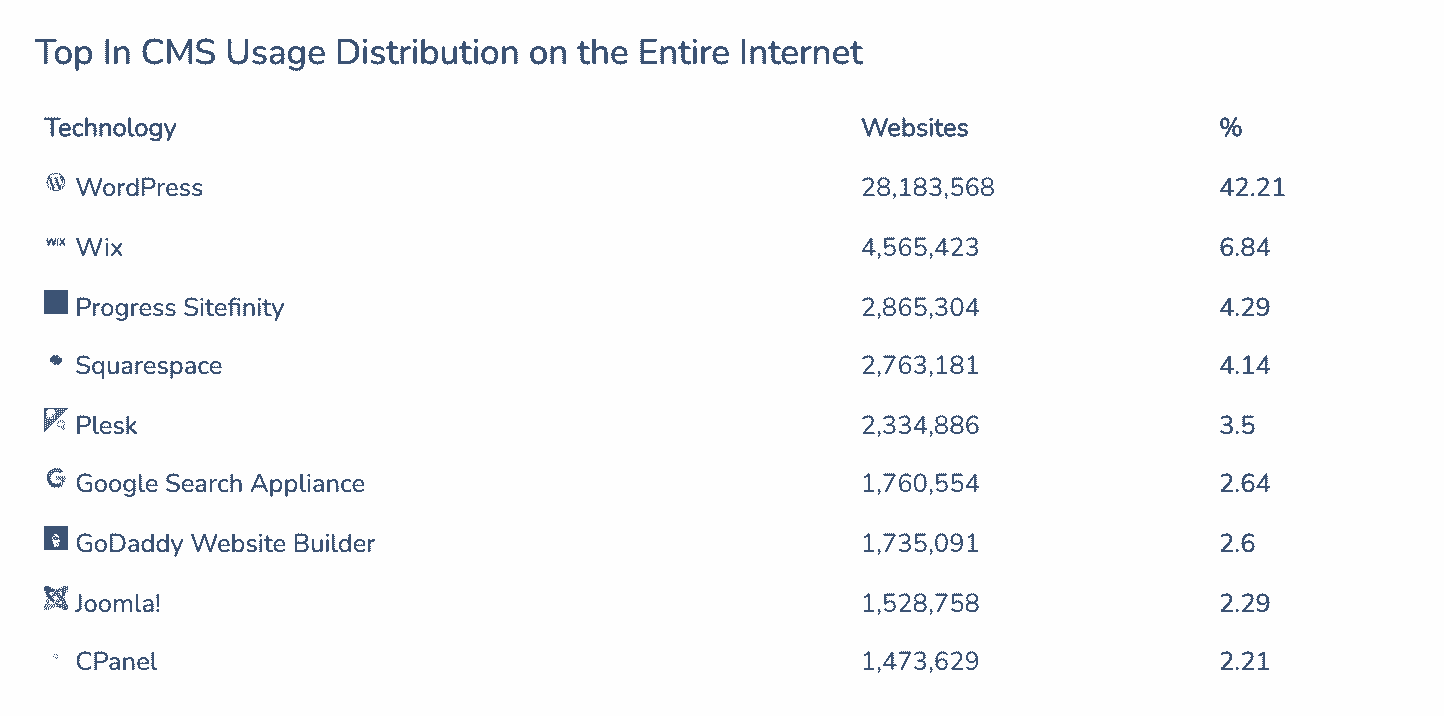 Top In CMS Usage Distribution on the Entire Internet
Technology Websites %
WordPress 28,183,568 42.21
WIX Wix 4,565,423 6.84
Progress Sitefinity 2,865,304 4.29
Squarespace 2,763,181 4.14
Plesk 2,334,886 3.5
G Google Search Appliance 1,760,554 2.64
GoDaddy Website Builder 1,735,091 2.6
Joomla! 1,528,758 2.29
CPanel 1,473,629 2.21